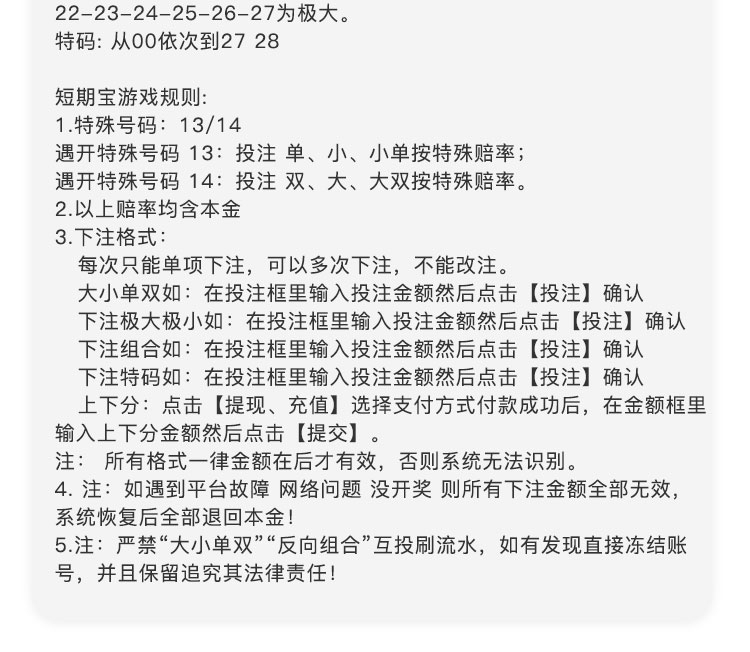 22-23-24-25-26-27为极大。
特码: 从00依次到27 28
短期宝游戏规则:
1.特殊号码：13/14
遇开特殊号码 13：投注 单、小、小单按特殊赔率；
遇开特殊号码 14：投注 双、大、大双按特殊赔率。
2.以上赔率均含本金
3.下注格式：
每次只能单项下注，可以多次下注，不能改注。
大小单双如：在投注框里输入投注金额然后点击【投注】确认
下注极大极小如：在投注框里输入投注金额然后点击【投注】确认
下注组合如：在投注框里输入投注金额然后点击【投注】确认
下注特码如：在投注框里输入投注金额然后点击【投注】确认
上下分：点击【提现、充值】选择支付方式付款成功后，在金额框里
输入上下分金额然后点击【提交】。
注： 所有格式一律金额在后才有效，否则系统无法识别。
4. 注：如遇到平台故障 网络问题 没开奖 则所有下注金额全部无效，
系统恢复后全部退回本金！
5.注：严禁“大小单双”“反向组合”互投刷流水，如有发现直接冻结账
号，并且保留追究其法律责任！